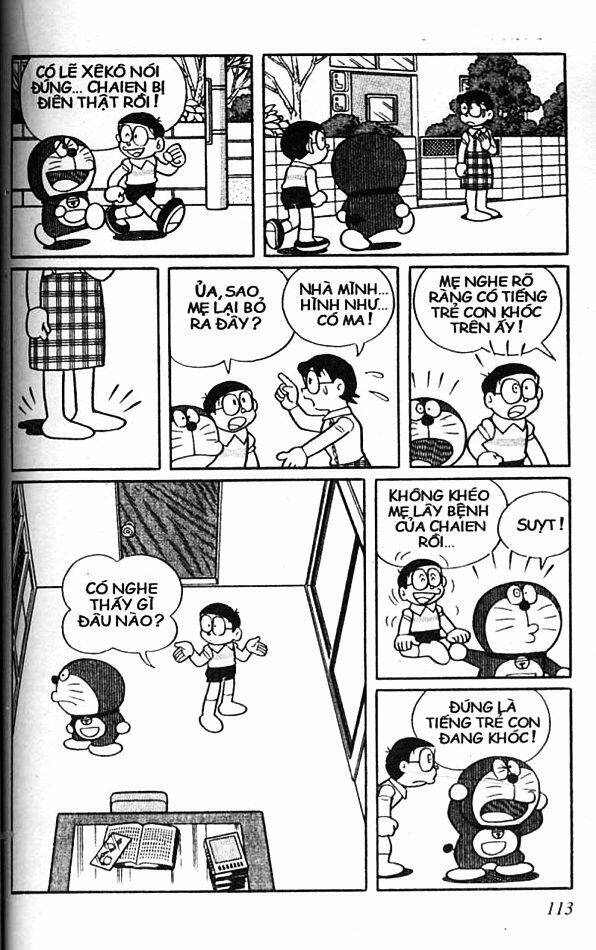 CÓ LẼ XÊKÔ NÓI
ĐÚNG... CHAIEN BỊ
ĐIÊN THẬT RỒI!
ỦA, SAO
MẸ LẠI BỎ
RA ĐÂY?
NHÀ MÌNH...
HÌNH NHƯ...
CÓ MA!
MẸ NGHE RÕ
RÀNG CÓ TIẾNG
TRẺ CON KHÓC
TRÊN ẤY!
CÓ NGHE
THẤY GÌ
ĐÂU NÀO?
KHÔNG KHÉO
MẸ LÂY BỆNH
CỦA CHAIEN
RỒI...
SUỴT!
ĐÚNG LÀ
TIẾNG TRẺ CON
ĐANG KHÓC!
113